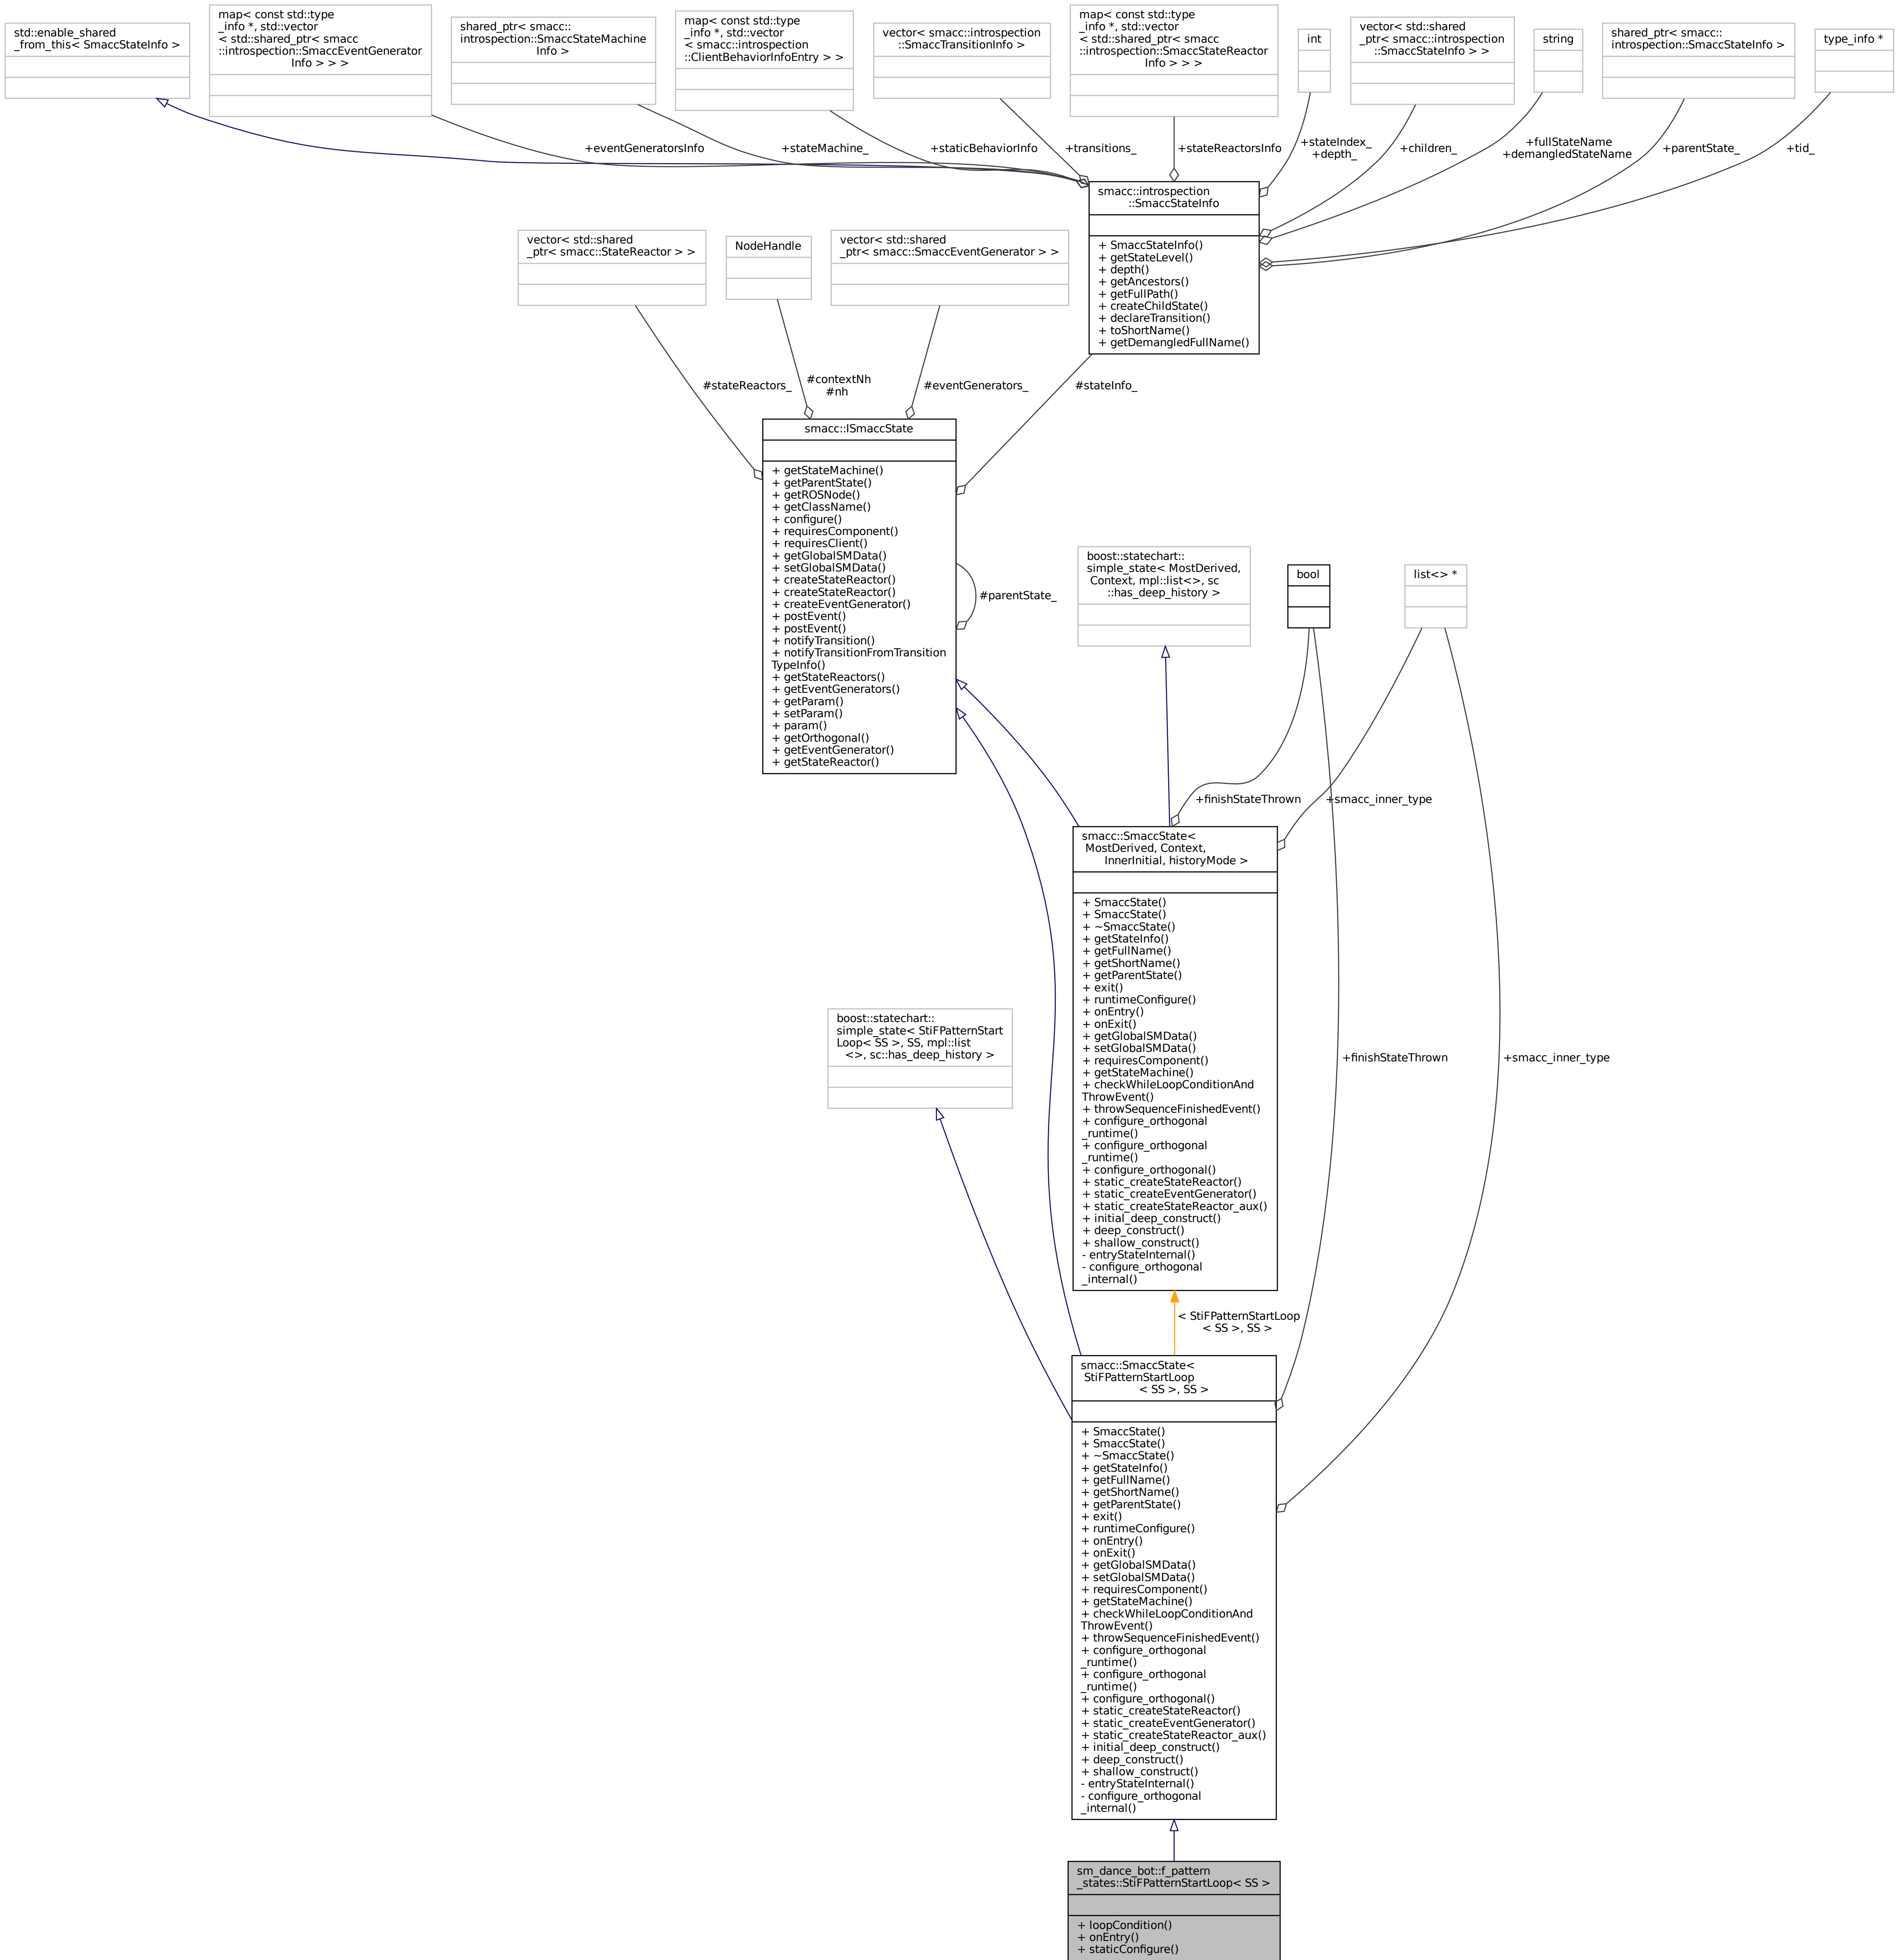 std::enable_shared
_from_this< SmaccStateInfo >
map< const std::type
_info *, std::vector
< std::shared_ptr< smacc
::introspection::SmaccEventGenerator
Info > > >
shared_ptr< smacc::
introspection::SmaccStateMachine
Info >
map< const std::type
_info *, std::vector
< smacc::introspection
::ClientBehaviorInfoEntry > >
vector< smacc::introspection
::SmaccTransitionInfo >
map< const std::type
_info *, std::vector
< std::shared_ptr< smacc
::introspection::SmaccStateReactor
Info > > >
int
vector< std::shared
_ptr< smacc::introspection
::SmaccStateInfo > >
string
shared_ptr< smacc::
introspection::SmaccStateInfo >
type_info *
+eventGeneratorsInfo
+stateMachine_
+staticBehaviorInfo
+transitions_
+stateReactorsInfo
+stateIndex_
+depth_
+children_
+fullStateName
+demangledStateName
+parentState_
+tid_
smacc::introspection
::SmaccStateInfo
+ SmaccStateInfo()
+ getStateLevel()
+ depth()
+ getAncestors()
+ getFullPath()
+ createChildState()
+ declareTransition()
+ toShortName()
+ getDemangledFullName()
vector< std::shared
_ptr< smacc::StateReactor > >
NodeHandle
vector< std::shared
_ptr< smacc::SmaccEventGenerator > >
#stateReactors_
#contextNh
#nh
#eventGenerators_
#stateInfo_
smacc::ISmaccState
+ getStateMachine()
+ getParentState()
+ getROSNode()
+ getClassName()
+ configure()
+ requiresComponent()
+ requiresClient()
+ getGlobalSMData()
+ setGlobalSMData()
+ createStateReactor()
+ createStateReactor()
+ createEventGenerator()
+ postEvent()
+ postEvent()
+ notifyTransition()
+ notifyTransitionFromTransition
TypeInfo()
+ getStateReactors()
+ getEventGenerators()
+ getParam()
+ setParam()
+ param()
+ getOrthogonal()
+ getEventGenerator()
+ getStateReactor()
#parentState_
boost::statechart::
simple_state< MostDerived,
Context, mpl::list<>, sc
::has_deep_history >
bool
list<> *
+finishStateThrown
+smacc_inner_type
smacc::SmaccState<
MostDerived, Context,
InnerInitial, historyMode >
+ SmaccState()
+ SmaccState()
+ ~SmaccState()
+ getStateInfo()
+ getFullName()
+ getShortName()
+ getParentState()
+ exit()
+ runtimeConfigure()
+ onEntry()
+ onExit()
+ getGlobalSMData()
+ setGlobalSMData()
+ requiresComponent()
+ getStateMachine()
+ checkWhileLoopConditionAnd
ThrowEvent()
+ throwSequenceFinishedEvent()
+ configure_orthogonal
_runtime()
+ configure_orthogonal
_runtime()
+ configure_orthogonal()
+ static_createStateReactor()
+ static_createEventGenerator()
+ static_createStateReactor_aux()
+ initial_deep_construct()
+ deep_construct()
+ shallow_construct()
- entryStateInternal()
- configure_orthogonal
_internal()
boost::statechart::
simple_state< StiFPatternStart
Loop< SS >, SS, mpl::list
<>, sc::has_deep_history >
+finishStateThrown
+smacc_inner_type
< StiFPatternStartLoop
< SS >, SS >
smacc::SmaccState<
StiFPatternStartLoop
< SS >, SS >
+ SmaccState()
+ SmaccState()
+ ~SmaccState()
+ getStateInfo()
+ getFullName()
+ getShortName()
+ getParentState()
+ exit()
+ runtimeConfigure()
+ onEntry()
+ onExit()
+ getGlobalSMData()
+ setGlobalSMData()
+ requiresComponent()
+ getStateMachine()
+ checkWhileLoopConditionAnd
ThrowEvent()
+ throwSequenceFinishedEvent()
+ configure_orthogonal
_runtime()
+ configure_orthogonal
_runtime()
+ configure_orthogonal()
+ static_createStateReactor()
+ static_createEventGenerator()
+ static_createStateReactor_aux()
+ initial_deep_construct()
+ deep_construct()
+ shallow_construct()
- entryStateInternal()
- configure_orthogonal
_internal()
sm_dance_bot::f_pattern
_states::StiFPatternStartLoop< SS >
+ loopCondition()
+ onEntry()
+ staticConfigure()